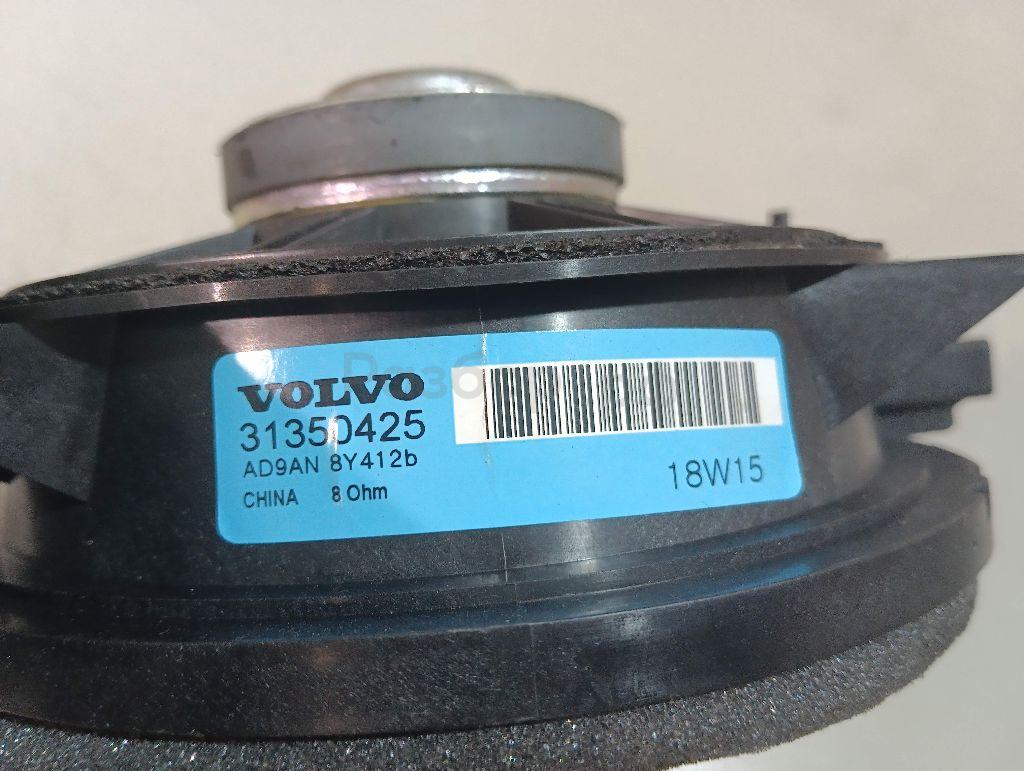 VOLVO
31350425
AD9AN 8Y412b
CHINA 8 Ohm
18W15